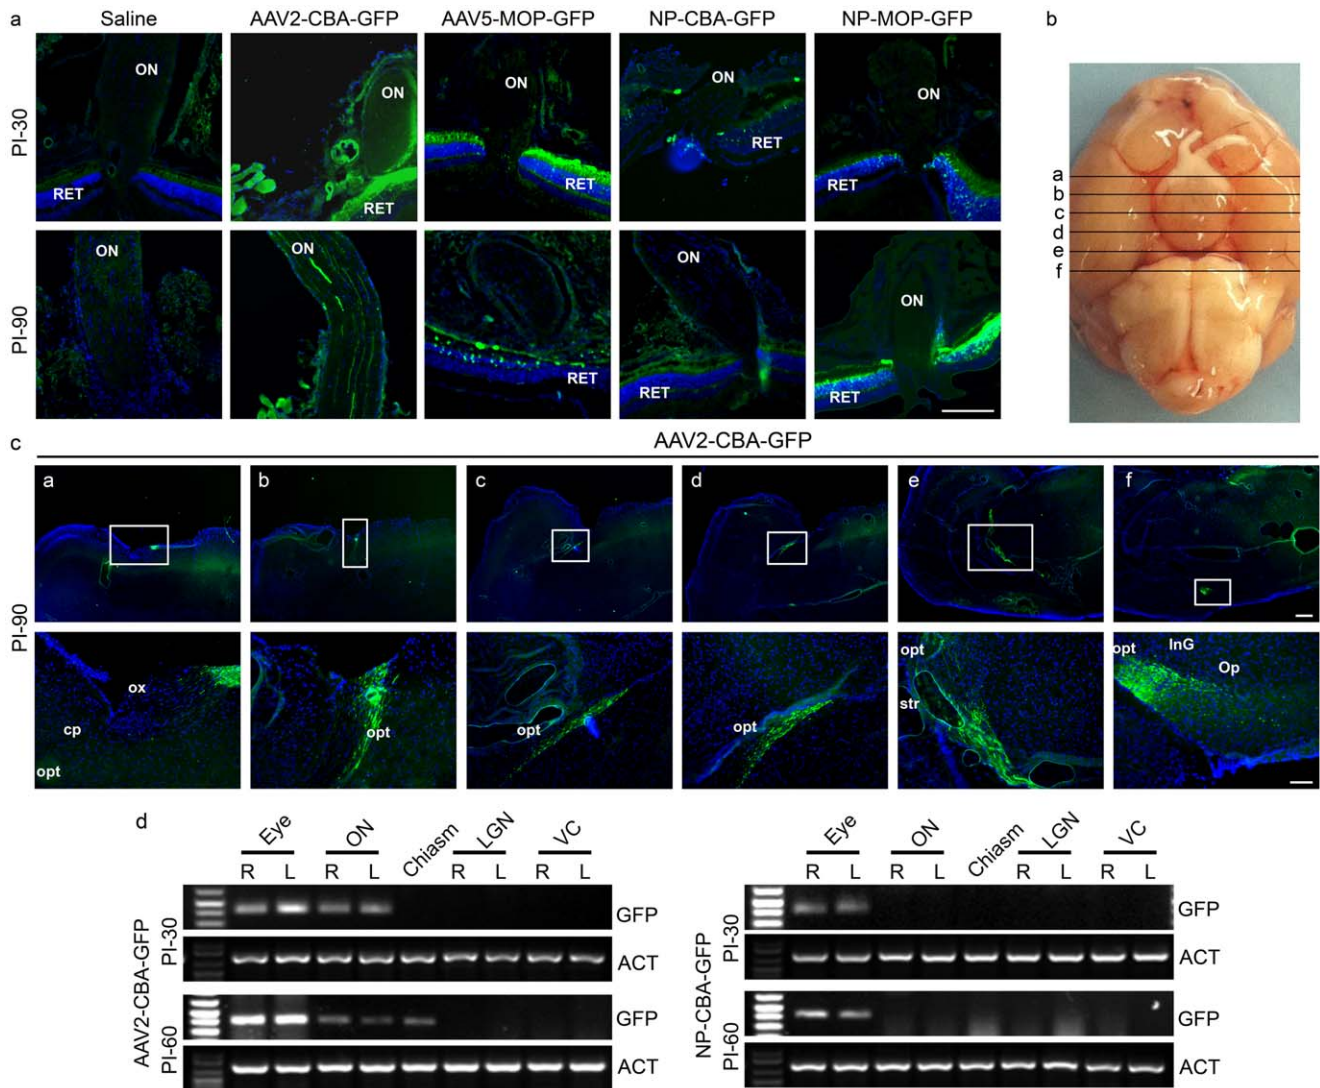 a
Saline AAV2-CBA-GFP AAV5-MOP-GFP NP-CBA-GFP NP-MOP-GFP
b
PI-30
ON ON ON ON ON
RET RET RET RET RET
PI-90
ON ON ON ON
RET RET RET
a
b
c
d
e
f
c
AAV2-CBA-GFP
PI-90
a b c d e f
ox
cp
opt
opt
opt
opt
opt
str
opt
InG
Op
d
Eye ON Chiasm LGN VC
R L R L R L R L
AAV2-CBA-GFP
PI-30
GFP
ACT
PI-60
GFP
ACT
Eye ON Chiasm LGN VC
R L R L R L R L
NP-CBA-GFP
PI-30
GFP
ACT
PI-60
GFP
ACT